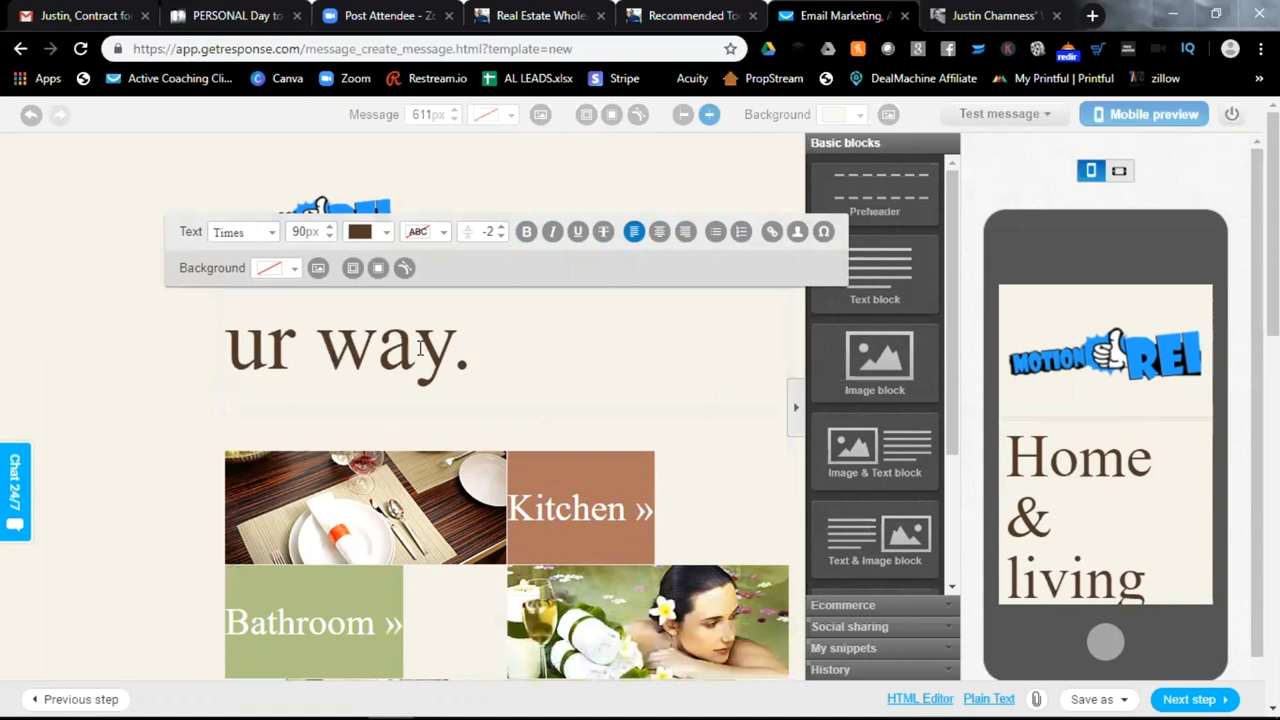 Justin, Contract for
PERSONAL Day to
Post Attendee - Zo
Real Estate Whole
Recommended To
Email Marketing, A
Justin Chamness' V
https://app.getresponse.com/message_create_message.html?template=new
Apps
Active Coaching Cli...
Canva
Zoom
Restream.io
AL LEADS.xlsx
Stripe
Acuity
PropStream
DealMachine Affiliate
My Printful | Printful
zillow
»
IQ
redir
Message 611px
Background
Test message
Mobile preview
Basic blocks
Preheader
Text block
Image block
Image & Text block
Text & Image block
Ecommerce
Social sharing
My snippets
History
Text Times 90px ABC -2 B I U T Ω
Background
ur way.
Kitchen »
Bathroom »
MOTION REI
Home
&
living
Chat 24/7
Previous step
HTML Editor
Plain Text
Save as
Next step